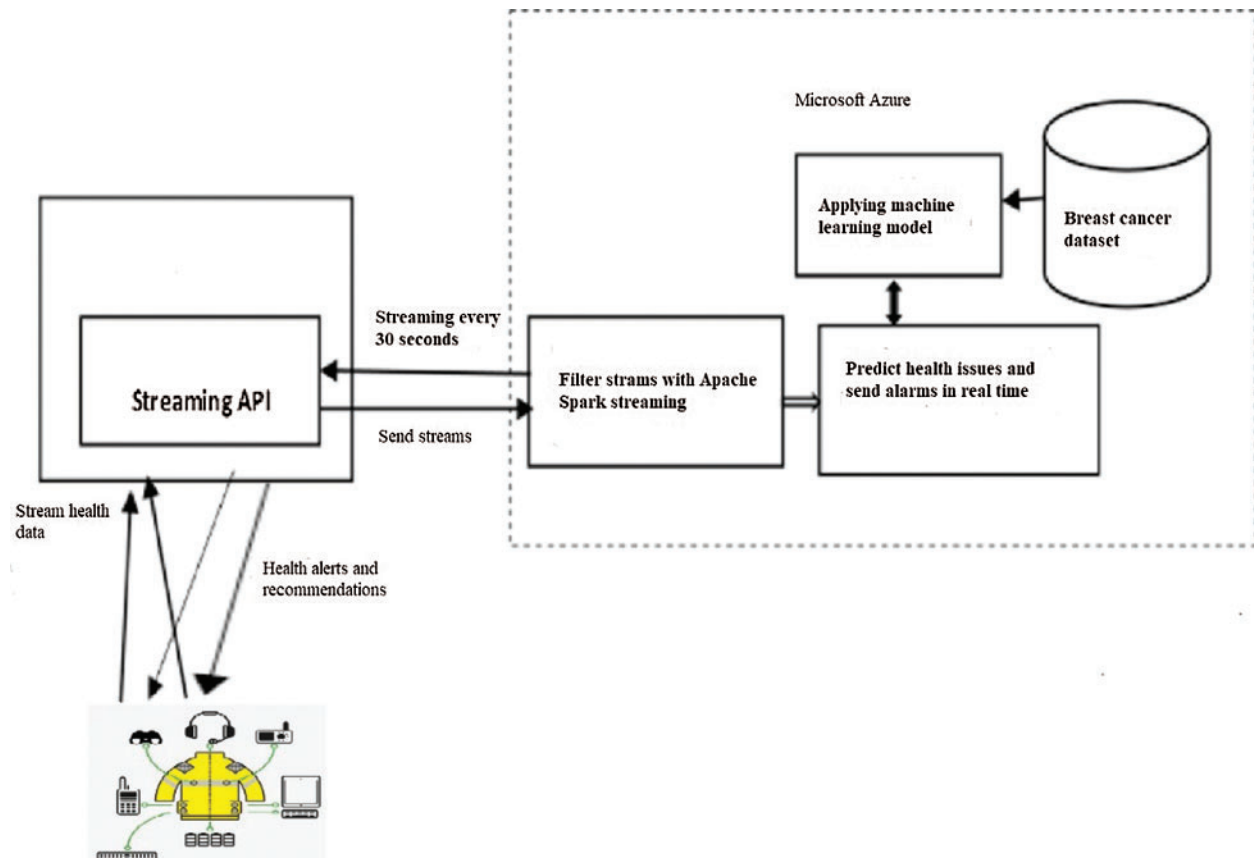 Microsoft Azure
Applying machine
learning model
Breast cancer
dataset
Streaming every
30 seconds
Streaming API
Filter strams with Apache
Spark streaming
Predict health issues and
send alarms in real time
Send streams
Stream health
data
Health alerts and
recommendations